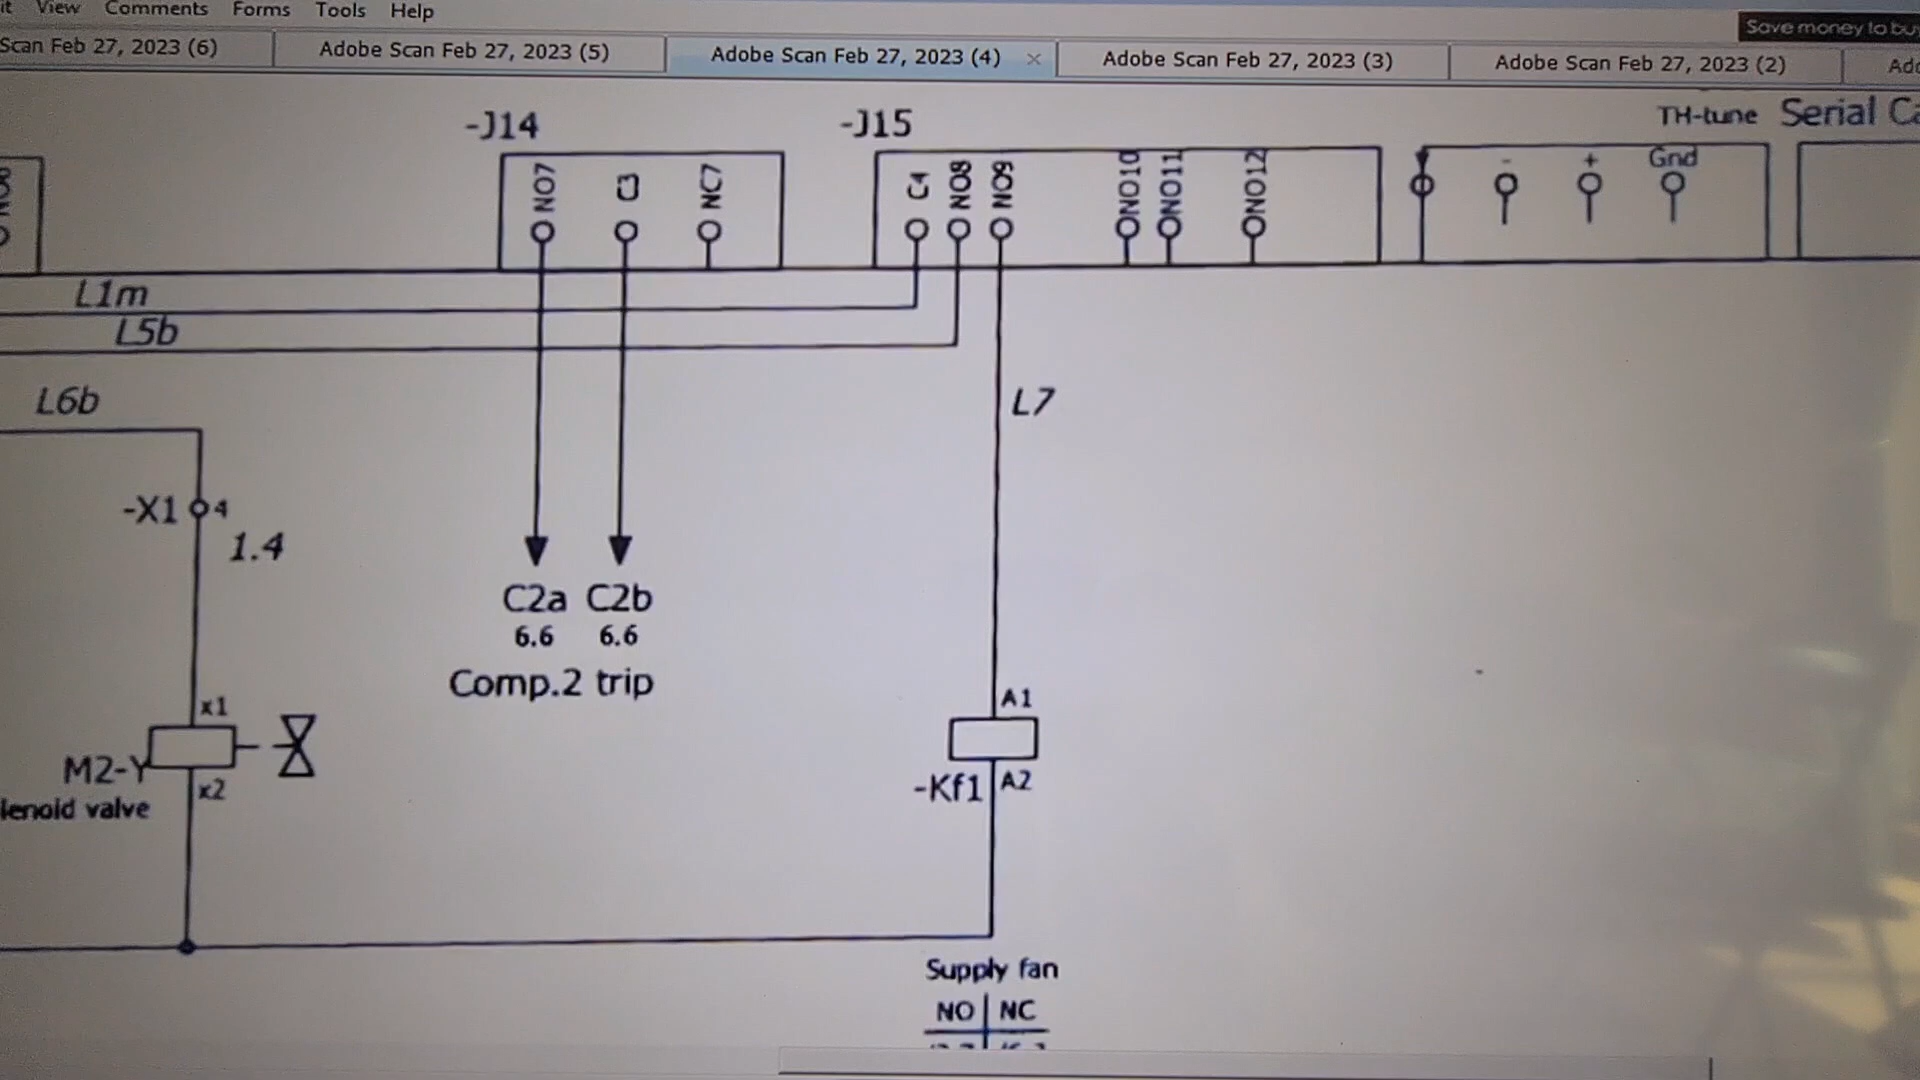 View Comments Forms Tools Help
Save money to
Scan Feb 27, 2023 (6)
Adobe Scan Feb 27, 2023 (5)
Adobe Scan Feb 27, 2023 (4) ×
Adobe Scan Feb 27, 2023 (3)
Adobe Scan Feb 27, 2023 (2)
-J14
-J15
TH-tune
Serial
NO7
C3
NC7
C4
NO8
NO9
NO10
NO11
NO12
-
+
Gnd
L1m
L5b
L6b
L7
-X1
4
1.4
C2a C2b
6.6 6.6
Comp.2 trip
x1
M2-Y
x2
valve
A1
-Kf1
A2
Supply fan
NO NC